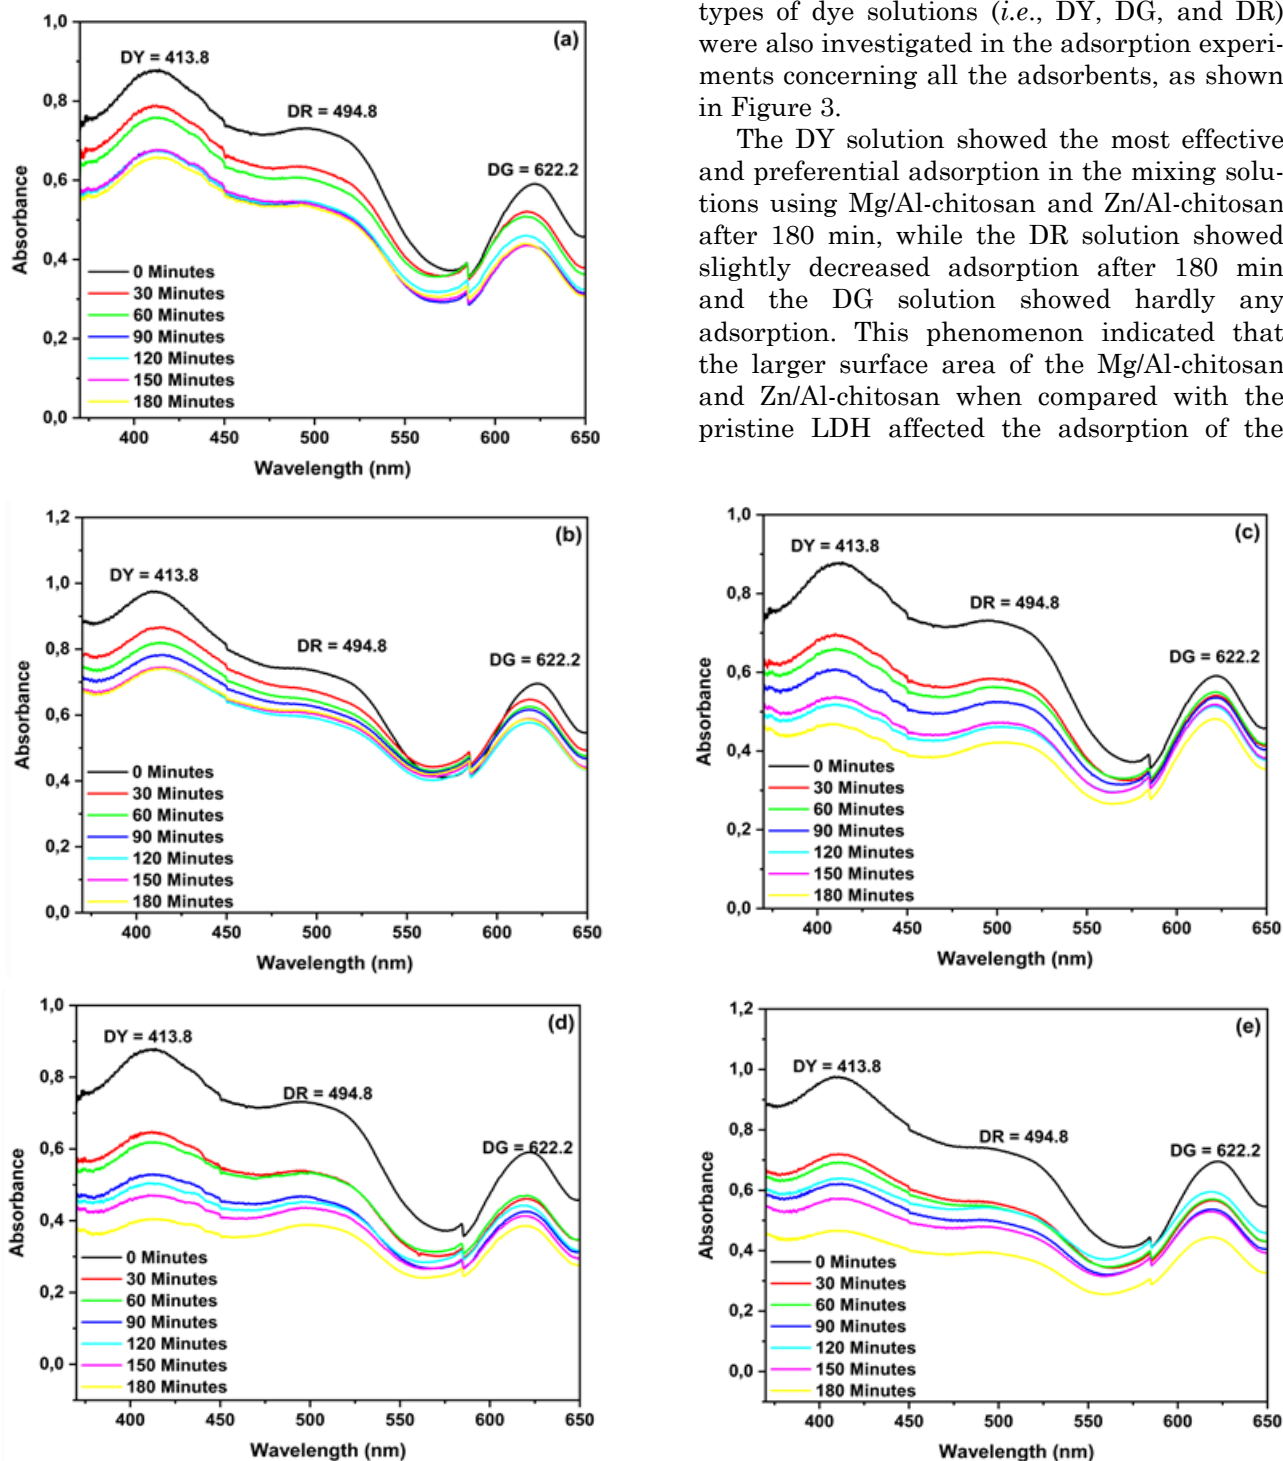 1,0
0,8
0,6
0,4
0,2
0,0
Absorbance
(a)
DY = 413.8
DR = 494.8
DG = 622.2
0 Minutes
30 Minutes
60 Minutes
90 Minutes
120 Minutes
150 Minutes
180 Minutes
400 450 500 550 600 650
Wavelength (nm)
types of dye solutions (i.e., DY, DG, and DR)
were also investigated in the adsorption experi-
ments concerning all the adsorbents, as shown
in Figure 3.
The DY solution showed the most effective
and preferential adsorption in the mixing solu-
tions using Mg/Al-chitosan and Zn/Al-chitosan
after 180 min, while the DR solution showed
slightly decreased adsorption after 180 min
and the DG solution showed hardly any
adsorption. This phenomenon indicated that
the larger surface area of the Mg/Al-chitosan
and Zn/Al-chitosan when compared with the
pristine LDH affected the adsorption of the
1,2
1,0
0,8
0,6
0,4
0,2
0,0
Absorbance
(b)
DY = 413.8
DR = 494.8
DG = 622.2
0 Minutes
30 Minutes
60 Minutes
90 Minutes
120 Minutes
150 Minutes
180 Minutes
400 450 500 550 600 650
Wavelength (nm)
1,0
0,8
0,6
0,4
0,2
0,0
Absorbance
(c)
DY = 413.8
DR = 494.8
DG = 622.2
0 Minutes
30 Minutes
60 Minutes
90 Minutes
120 Minutes
150 Minutes
180 Minutes
400 450 500 550 600 650
Wavelength (nm)
1,0
0,8
0,6
0,4
0,2
0,0
Absorbance
(d)
DY = 413.8
DR = 494.8
DG = 622.2
0 Minutes
30 Minutes
60 Minutes
90 Minutes
120 Minutes
150 Minutes
180 Minutes
400 450 500 550 600 650
Wavelength (nm)
1,2
1,0
0,8
0,6
0,4
0,2
0,0
Absorbance
(e)
DY = 413.8
DR = 494.8
DG = 622.2
0 Minutes
30 Minutes
60 Minutes
90 Minutes
120 Minutes
150 Minutes
180 Minutes
400 450 500 550 600 650
Wavelength (nm)